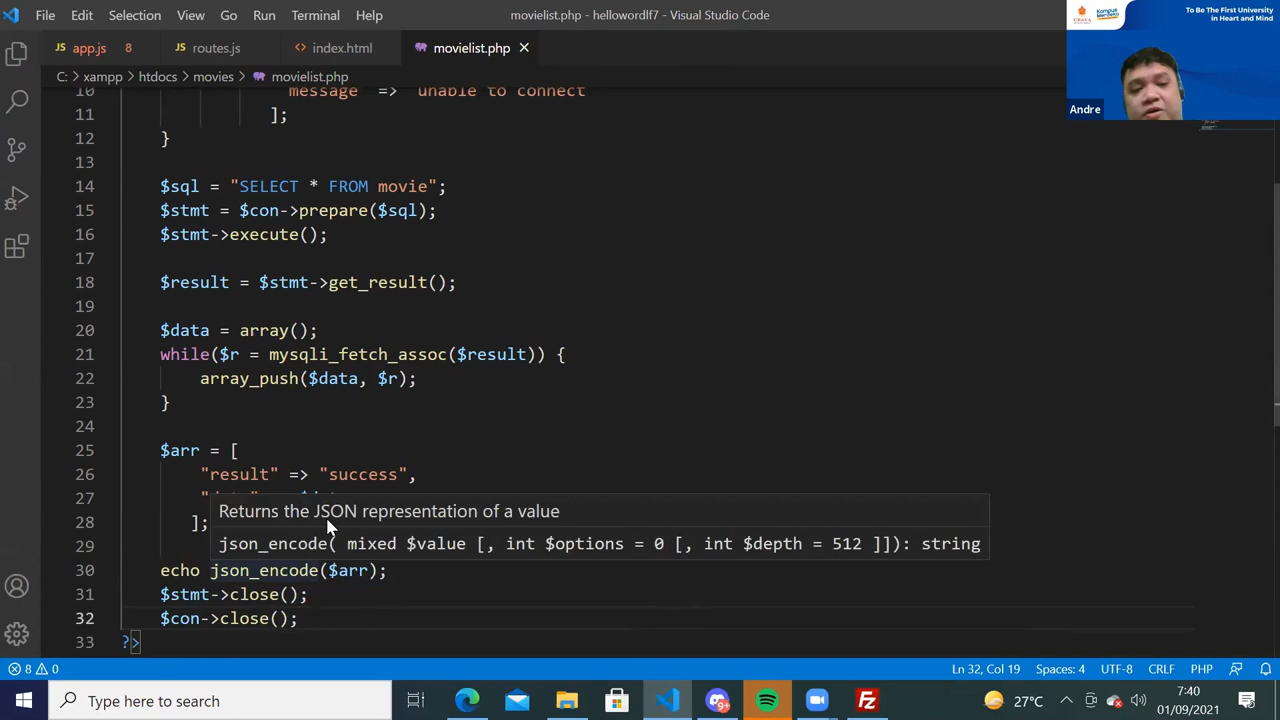 File Edit Selection View Go Run Terminal Help movielist.php - hellowordlf7 - Visual Studio Code
app.js 8 routes.js index.html movielist.php
C: xampp htdocs movies movielist.php
To Be The First University
in Heart and Mind
UBAYA
Kampus
Merdeka
Andre
10 message => unable to connect
11 ];
12 }
13
14 $sql = "SELECT * FROM movie";
15 $stmt = $con->prepare($sql);
16 $stmt->execute();
17
18 $result = $stmt->get_result();
19
20 $data = array();
21 while($r = mysqli_fetch_assoc($result)) {
22 array_push($data, $r);
23 }
24
25 $arr = [
26 "result" => "success",
27
28 ];
Returns the JSON representation of a value
29
json_encode( mixed $value [, int $options = 0 [, int $depth = 512 ]]): string
30 echo json_encode($arr);
31 $stmt->close();
32 $con->close();
33 ?>
8 0 Ln 32, Col 19 Spaces: 4 UTF-8 CRLF PHP
Type here to search 9+ 27°C 7:40
01/09/2021